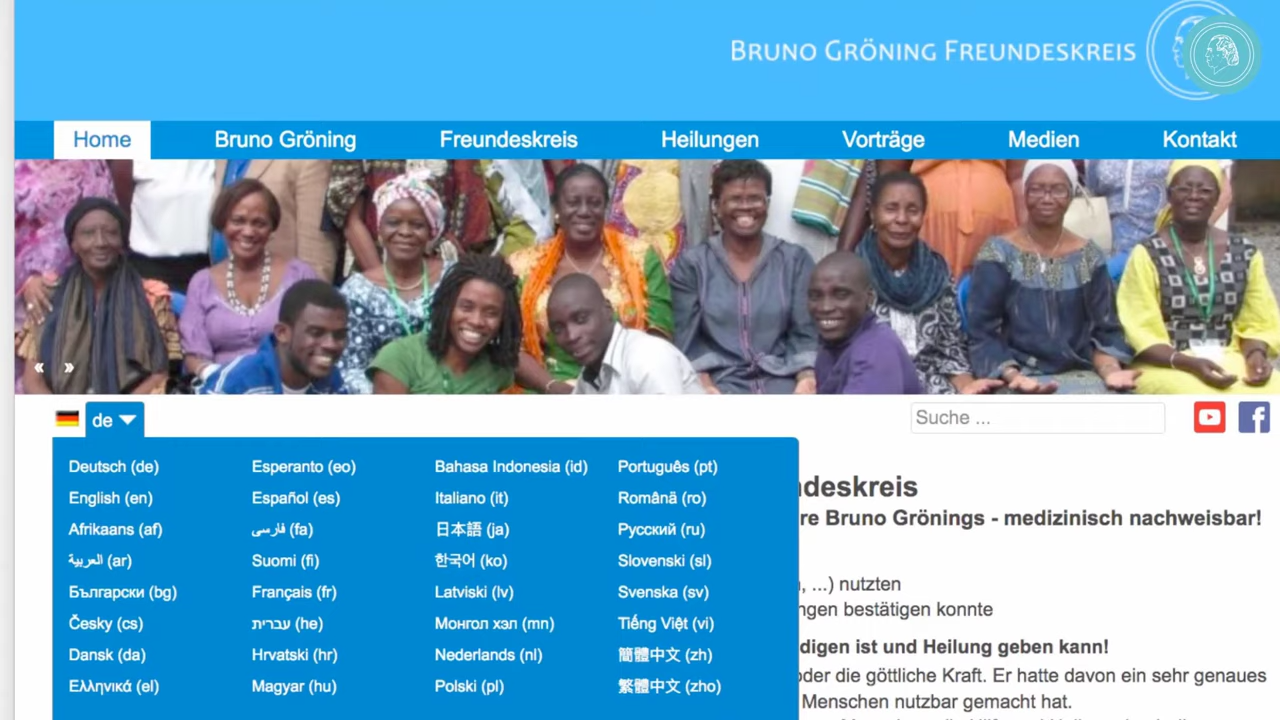 BRUNO GRÖNING FREUNDESKREIS
Home Bruno Gröning Freundeskreis Heilungen Vorträge Medien Kontakt
« »
de Suche ...
Deutsch (de) Esperanto (eo) Bahasa Indonesia (id) Português (pt)
ndeskreis
English (en) Español (es) Italiano (it) Română (ro)
re Bruno Grönings - medizinisch nachweisbar!
Afrikaans (af) فارسی (fa) 日本語 (ja) Русский (ru)
العربية (ar) Suomi (fi) 한국어 (ko) Slovenski (sl)
, ...) nutzten
Български (bg) Français (fr) Latviski (lv) Svenska (sv)
ngen bestätigen konnte
Česky (cs) עברית (he) Монгол хэл (mn) Tiếng Việt (vi)
digen ist und Heilung geben kann!
Dansk (da) Hrvatski (hr) Nederlands (nl) 簡體中文 (zh)
oder die göttliche Kraft. Er hatte davon ein sehr genaues
Ελληνικά (el) Magyar (hu) Polski (pl) 繁體中文 (zho)
Menschen nutzbar gemacht hat.